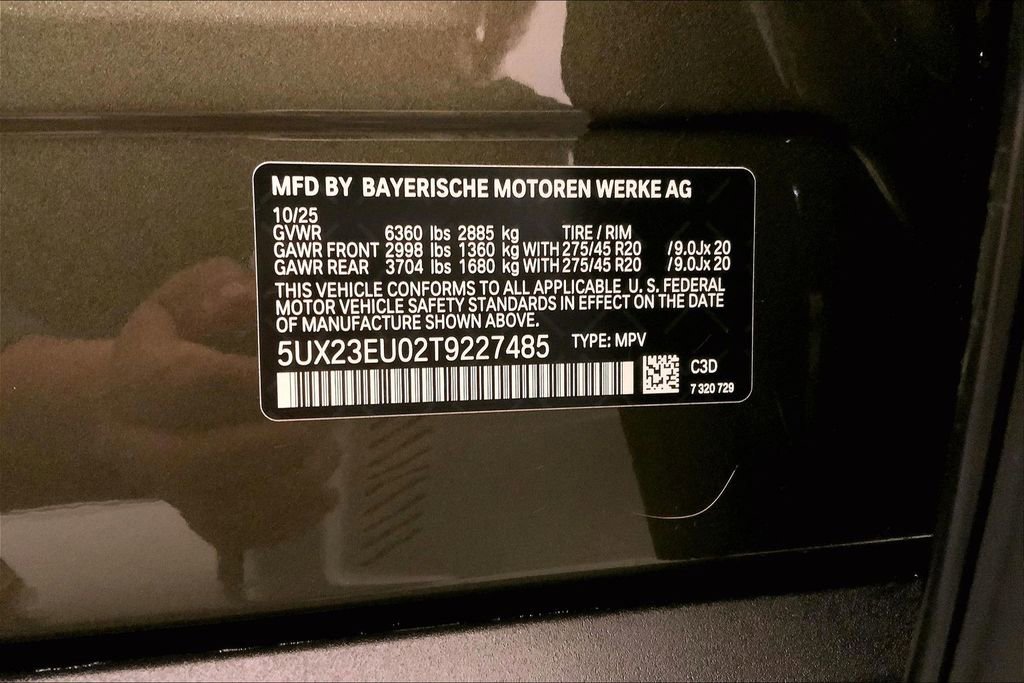 MFD BY BAYERISCHE MOTOREN WERKE AG
10/25
GVWR 6360 lbs 2885 kg TIRE / RIM
GAWR FRONT 2998 lbs 1360 kg WITH 275/45 R20 /9.0Jx 20
GAWR REAR 3704 lbs 1680 kg WITH 275/45 R20 /9.0Jx 20
THIS VEHICLE CONFORMS TO ALL APPLICABLE U. S. FEDERAL
MOTOR VEHICLE SAFETY STANDARDS IN EFFECT ON THE DATE
OF MANUFACTURE SHOWN ABOVE.
5UX23EU02T9227485 TYPE: MPV
C3D
7 320 729